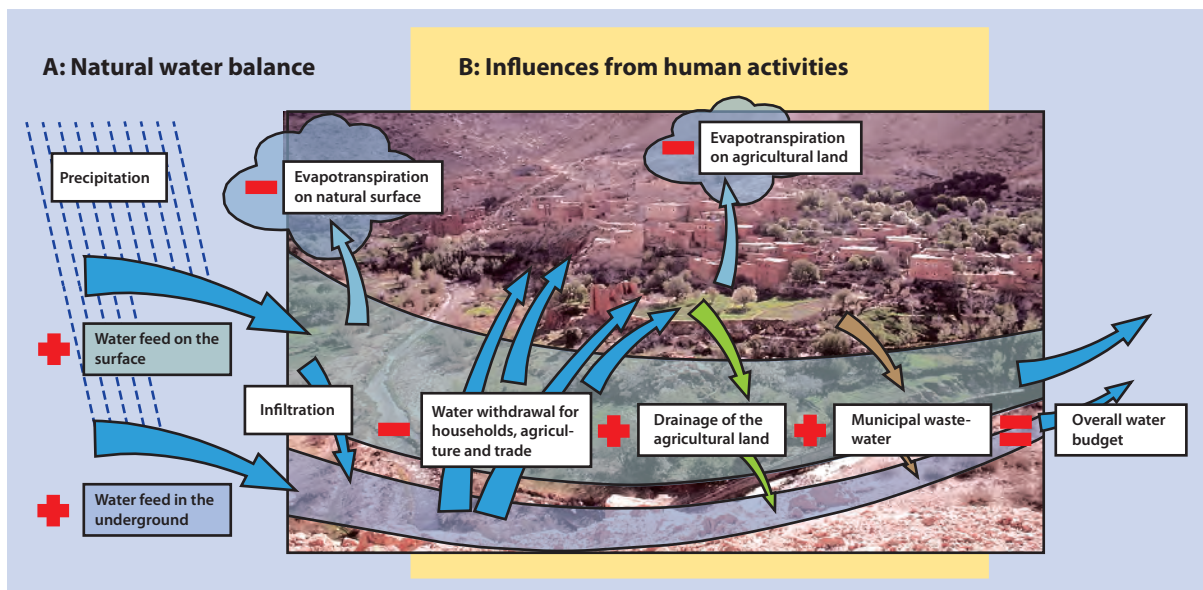 A: Natural water balance
B: Influences from human activities
Precipitation
Evapotranspiration
on natural surface
Evapotranspiration
on agricultural land
Water feed on the
surface
Infiltration
Water withdrawal for
households, agricul-
ture and trade
Drainage of the
agricultural land
Municipal waste-
water
Overall water
budget
Water feed in the
underground